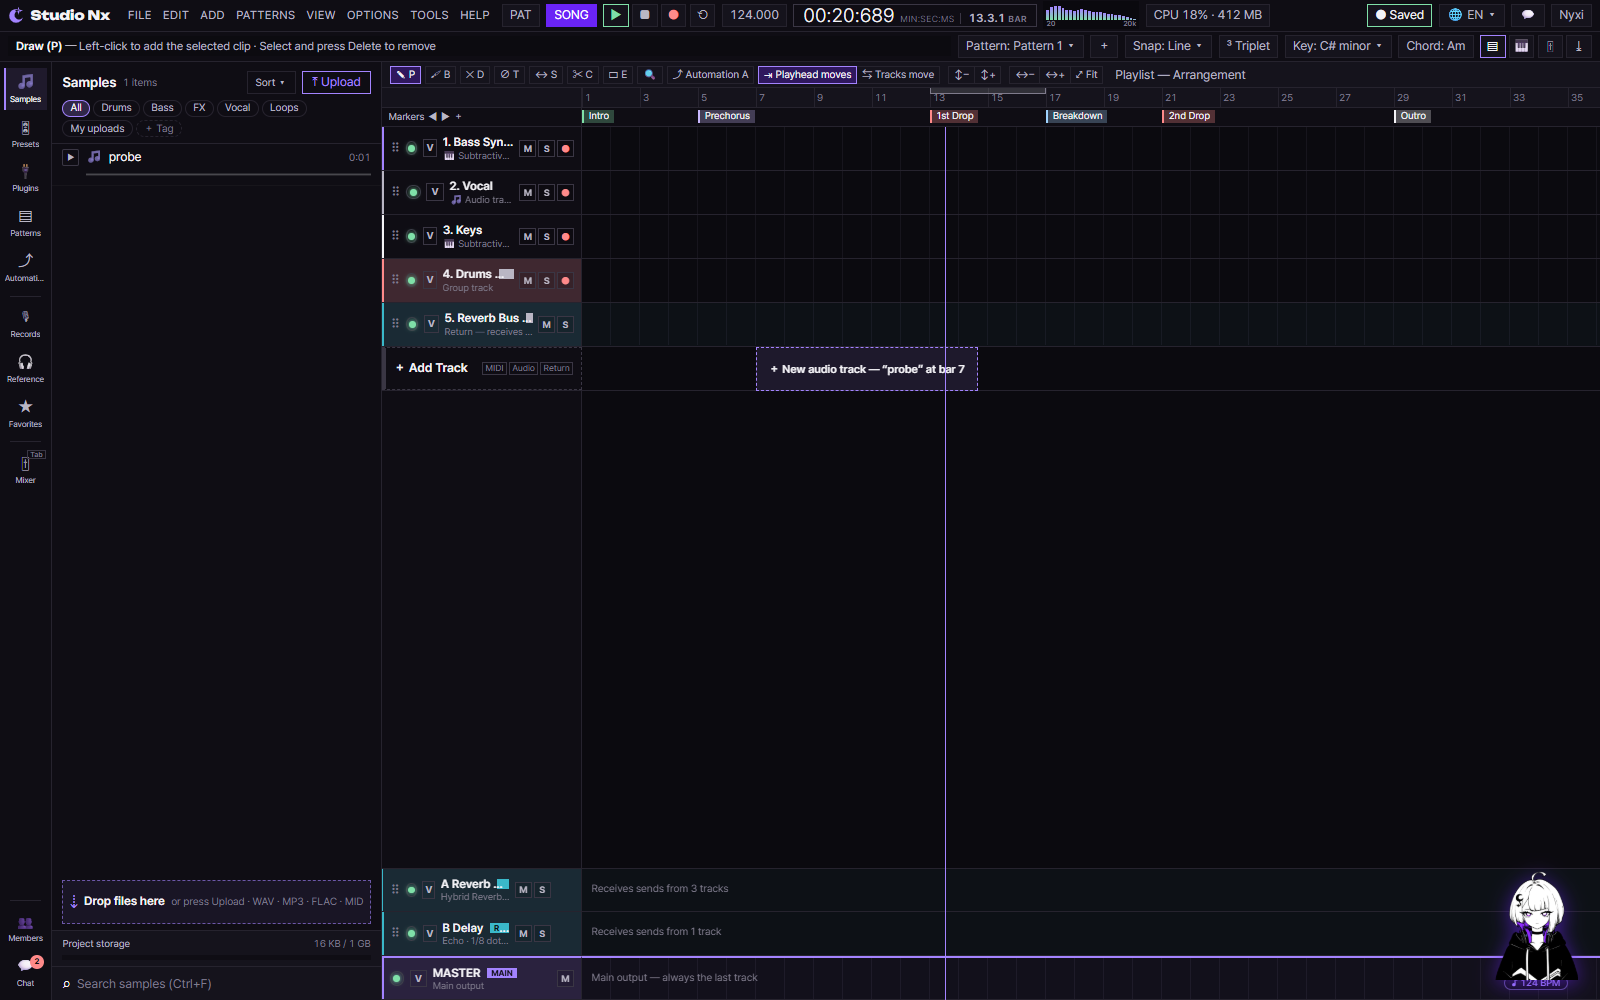 Studio Nx FILE EDIT ADD PATTERNS VIEW OPTIONS TOOLS HELP PAT SONG 124.000 00:20:689 MIN:SEC:MS 13.3.1 BAR 20 20k CPU 18% · 412 MB Saved EN Nyxi
Draw (P) — Left-click to add the selected clip · Select and press Delete to remove
Pattern: Pattern 1 + Snap: Line 3 Triplet Key: C# minor Chord: Am
Samples 1 items Sort Upload
All Drums Bass FX Vocal Loops
My uploads + Tag
probe 0:01
Samples
Presets
Plugins
Patterns
Automati...
Records
Reference
Favorites
Tab
Mixer
Members
2
Chat
Drop files here or press Upload · WAV · MP3 · FLAC · MID
Project storage 16 KB / 1 GB
Search samples (Ctrl+F)
P B D T S C E Automation A Playhead moves Tracks move Fit Playlist — Arrangement
1 3 5 7 9 11 13 15 17 19 21 23 25 27 29 31 33 35
Markers + Intro Prechorus 1st Drop Breakdown 2nd Drop Outro
V 1. Bass Syn... M S
Subtractiv...
V 2. Vocal M S
Audio tra...
V 3. Keys M S
Subtractiv...
V 4. Drums ... M S
Group track
V 5. Reverb Bus ... M S
Return — receives ...
+ Add Track MIDI Audio Return
+ New audio track — “probe” at bar 7
V A Reverb ... M S
Hybrid Reverb...
Receives sends from 3 tracks
V B Delay R... M S
Echo · 1/8 dot...
Receives sends from 1 track
V MASTER MAIN M
Main output
Main output — always the last track
124 BPM